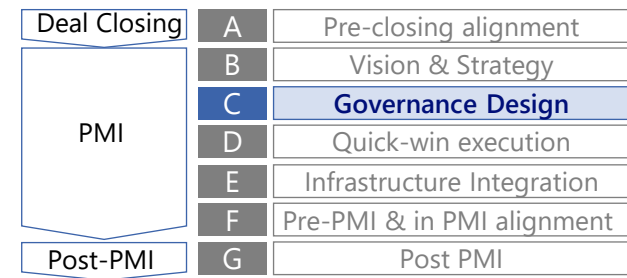 Deal Closing
A
Pre-closing alignment
B
Vision & Strategy
PMI
C
Governance Design
D
Quick-win execution
E
Infrastructure Integration
F
Pre-PMI & in PMI alignment
Post-PMI
G
Post PMI